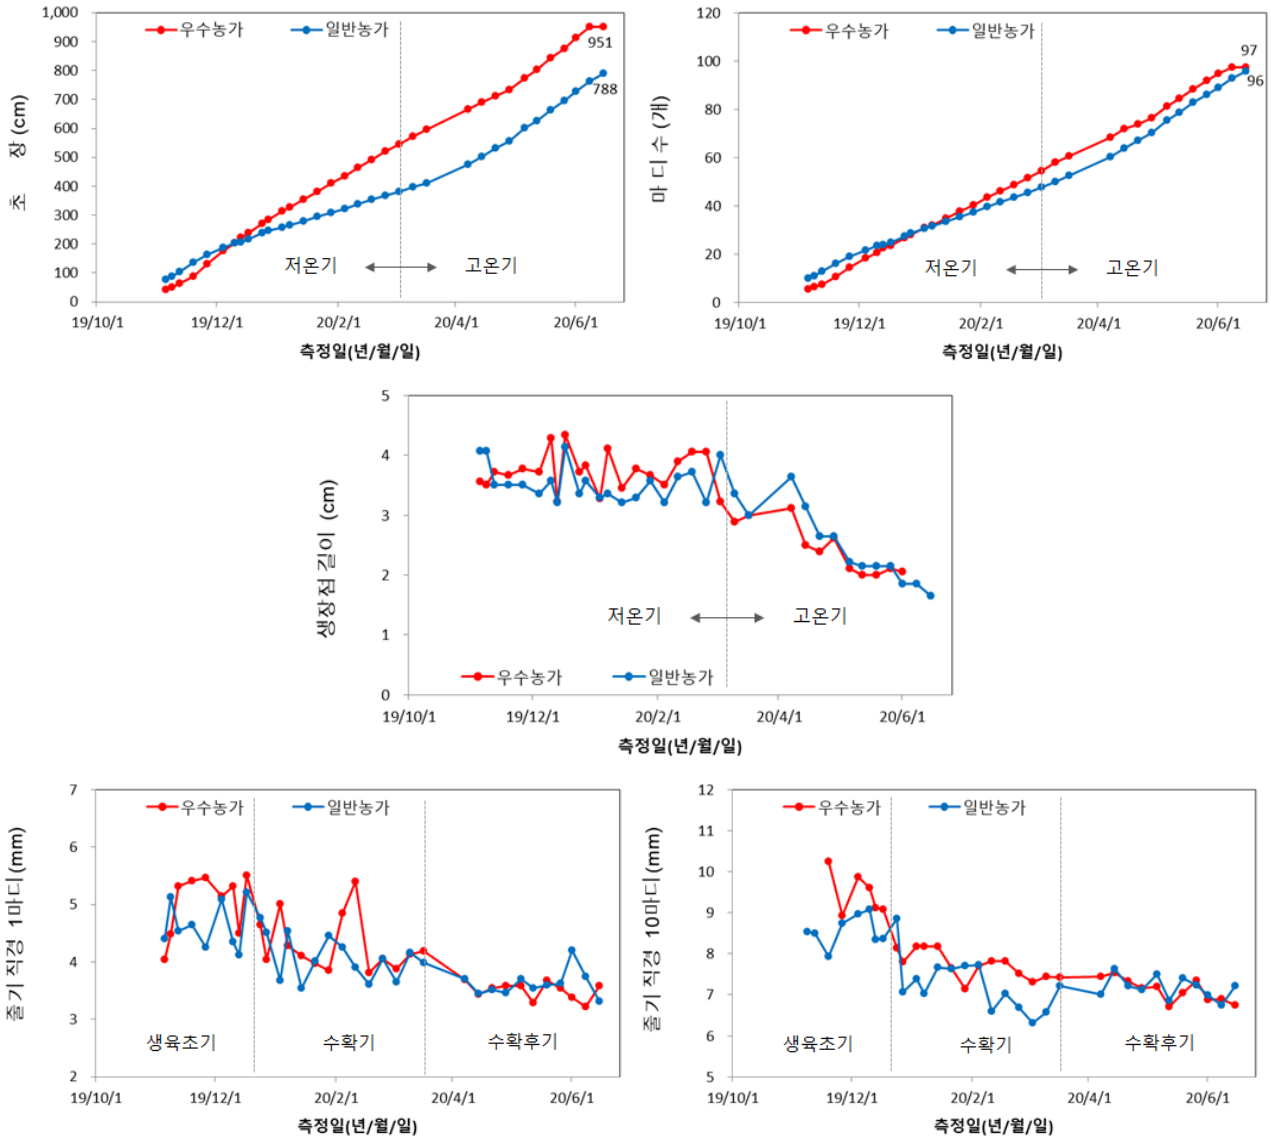 초 장 (cm)
1,000
900
800
700
600
500
400
300
200
100
0
우수농가 일반농가
951
788
저온기 고온기
19/10/1 19/12/1 20/2/1 20/4/1 20/6/1
측정일(년/월/일)
마디수 (개)
120
100
80
60
40
20
0
우수농가 일반농가
97
96
저온기 고온기
19/10/1 19/12/1 20/2/1 20/4/1 20/6/1
측정일(년/월/일)
생장점 길이 (cm)
5
4
3
2
1
0
저온기 고온기
우수농가 일반농가
19/10/1 19/12/1 20/2/1 20/4/1 20/6/1
측정일(년/월/일)
줄기 직경 1마디(mm)
7
6
5
4
3
2
우수농가 일반농가
생육초기 수확기 수확후기
19/10/1 19/12/1 20/2/1 20/4/1 20/6/1
측정일(년/월/일)
줄기 직경 10마디(mm)
12
11
10
9
8
7
6
5
우수농가 일반농가
생육초기 수확기 수확후기
19/10/1 19/12/1 20/2/1 20/4/1 20/6/1
측정일(년/월/일)